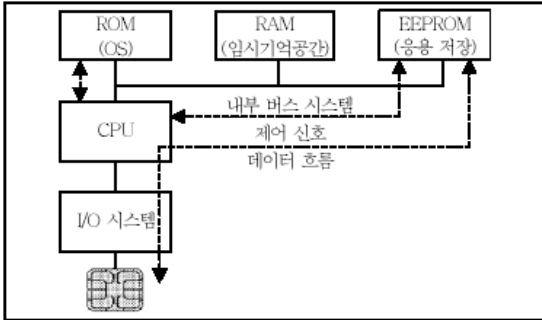 ROM
(OS)
RAM
(임시기억공간)
EEPROM
(응용 저장)
내부 버스 시스템
CPU
제어 신호
데이터 흐름
I/O 시스템